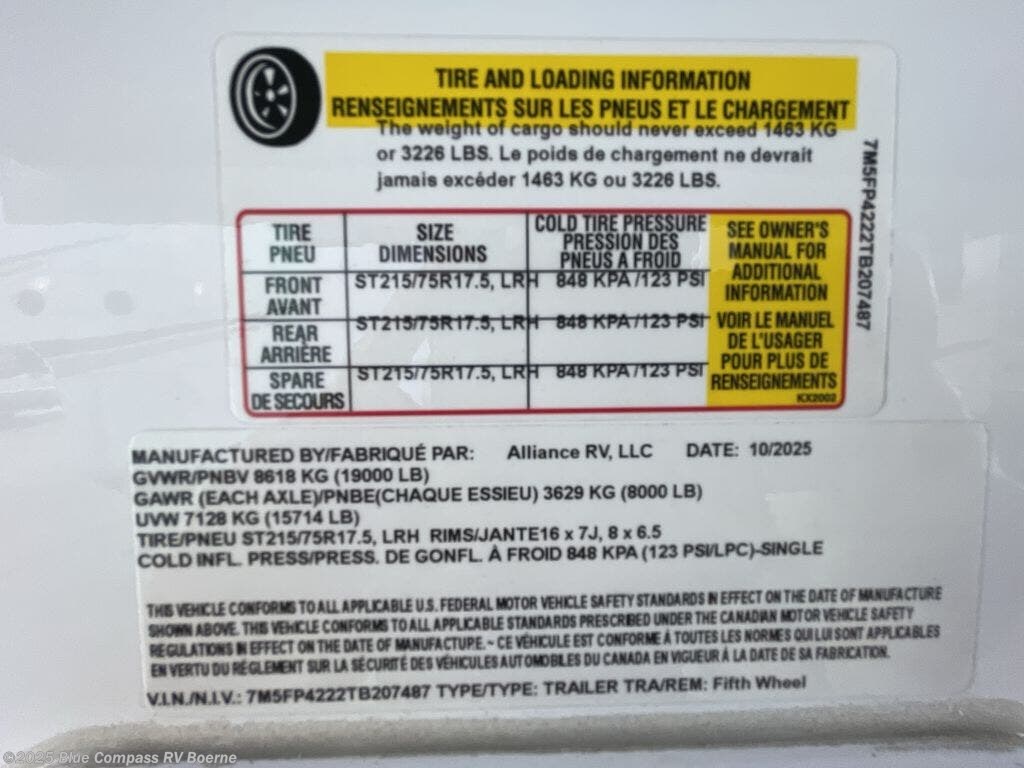 TIRE AND LOADING INFORMATION
RENSEIGNEMENTS SUR LES PNEUS ET LE CHARGEMENT
The weight of cargo should never exceed 1463 KG
or 3226 LBS. Le poids de chargement ne devrait
jamais excéder 1463 KG ou 3226 LBS.
7M5FP4222TB207487
TIRE
PNEU
SIZE
DIMENSIONS
COLD TIRE PRESSURE
PRESSION DES
PNEUS A FROID
SEE OWNER'S
MANUAL FOR
ADDITIONAL
INFORMATION
VOIR LE MANUEL
DE L'USAGER
POUR PLUS DE
RENSEIGNEMENTS
KX2002
FRONT
AVANT
ST215/75R17.5, LRH 848 KPA /123 PSI
REAR
ARRIÈRE
ST215/75R17.5, LRH 848 KPA /123 PSI
SPARE
DE SECOURS
ST215/75R17.5, LRH 848 KPA /123 PSI
MANUFACTURED BY/FABRIQUÉ PAR: Alliance RV, LLC DATE: 10/2025
GVWR/PNBV 8618 KG (19000 LB)
GAWR (EACH AXLE)/PNBE(CHAQUE ESSIEU) 3629 KG (8000 LB)
UVW 7128 KG (15714 LB)
TIRE/PNEU ST215/75R17.5, LRH RIMS/JANTE16 x 7J, 8 x 6.5
COLD INFL. PRESS/PRESS. DE GONFL. À FROID 848 KPA (123 PSI/LPC)-SINGLE
THIS VEHICLE CONFORMS TO ALL APPLICABLE U.S. FEDERAL MOTOR VEHICLE SAFETY STANDARDS IN EFFECT ON THE DATE OF MANUFACTURE
SHOWN ABOVE. THIS VEHICLE CONFORMS TO ALL APPLICABLE STANDARDS PRESCRIBED UNDER THE CANADIAN MOTOR VEHICLE SAFETY
REGULATIONS IN EFFECT ON THE DATE OF MANUFACTURE. ~ CE VÉHICULE EST CONFORME À TOUTES LES NORMES QUI LUI SONT APPLICABLES
EN VERTU DU RÉGLEMENT SUR LA SÉCURITÉ DES VÉHICULES AUTOMOBILES DU CANADA EN VIGUEUR À LA DATE DE SA FABRICATION.
V.I.N./N.I.V.: 7M5FP4222TB207487 TYPE/TYPE: TRAILER TRA/REM: Fifth Wheel
©2025 Blue Compass RV Boerne